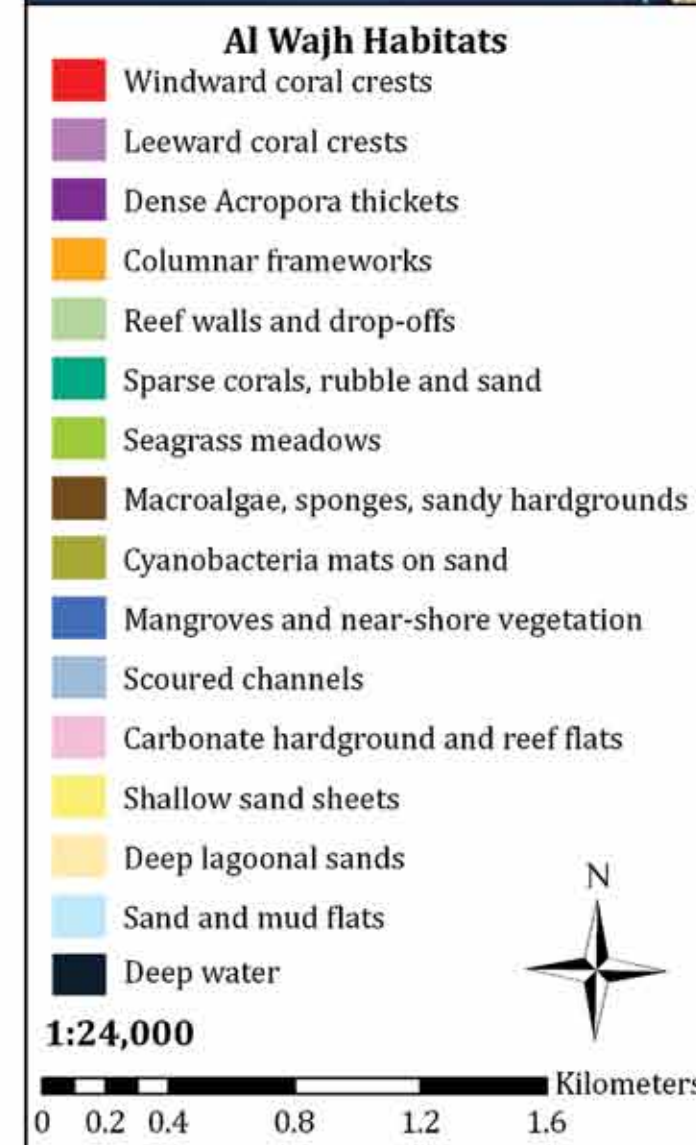 Al Wajh Habitats
Windward coral crests
Leeward coral crests
Dense Acropora thickets
Columnar frameworks
Reef walls and drop-offs
Sparse corals, rubble and sand
Seagrass meadows
Macroalgae, sponges, sandy hardgrounds
Cyanobacteria mats on sand
Mangroves and near-shore vegetation
Scoured channels
Carbonate hardground and reef flats
Shallow sand sheets
Deep lagoonal sands
Sand and mud flats
Deep water
N
1:24,000
Kilometers
0 0.2 0.4 0.8 1.2 1.6